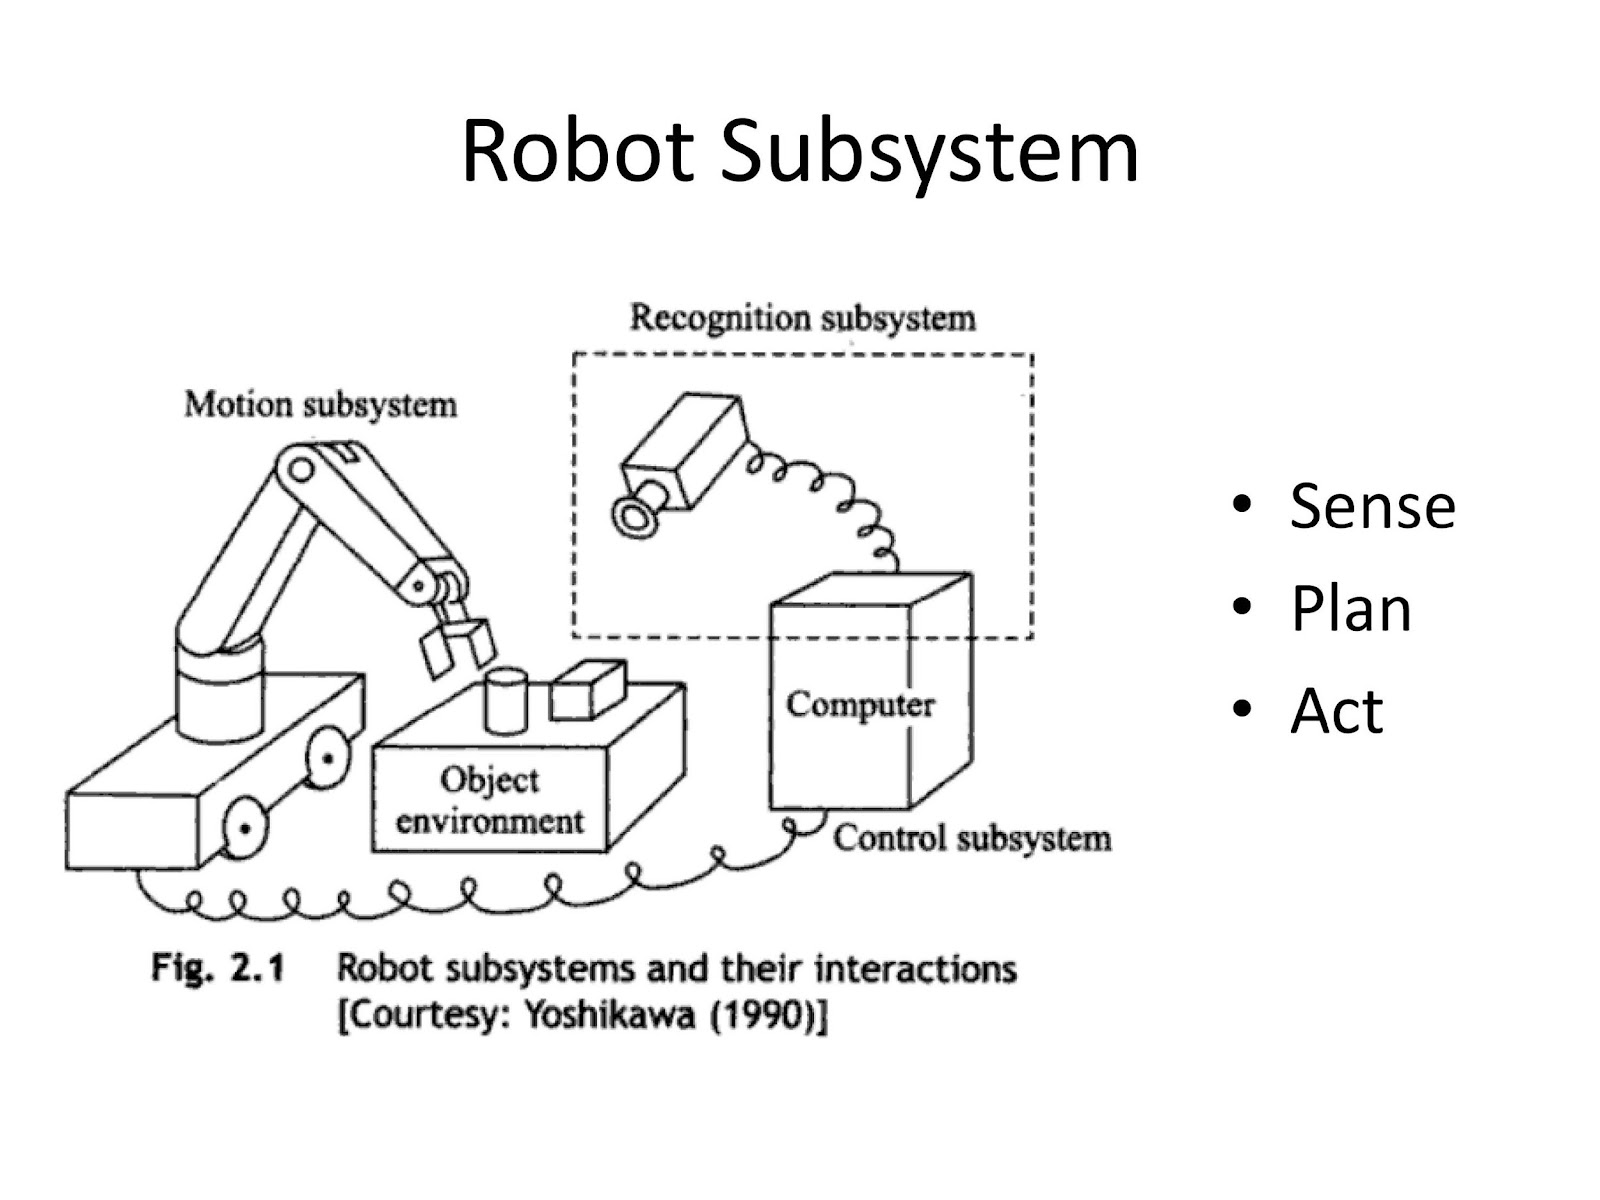 Robot Subsystem
Recognition subsystem
Motion subsystem
Computer
Object
environment
Control subsystem
Fig. 2.1 Robot subsystems and their interactions
[Courtesy: Yoshikawa (1990)]
• Sense
• Plan
• Act